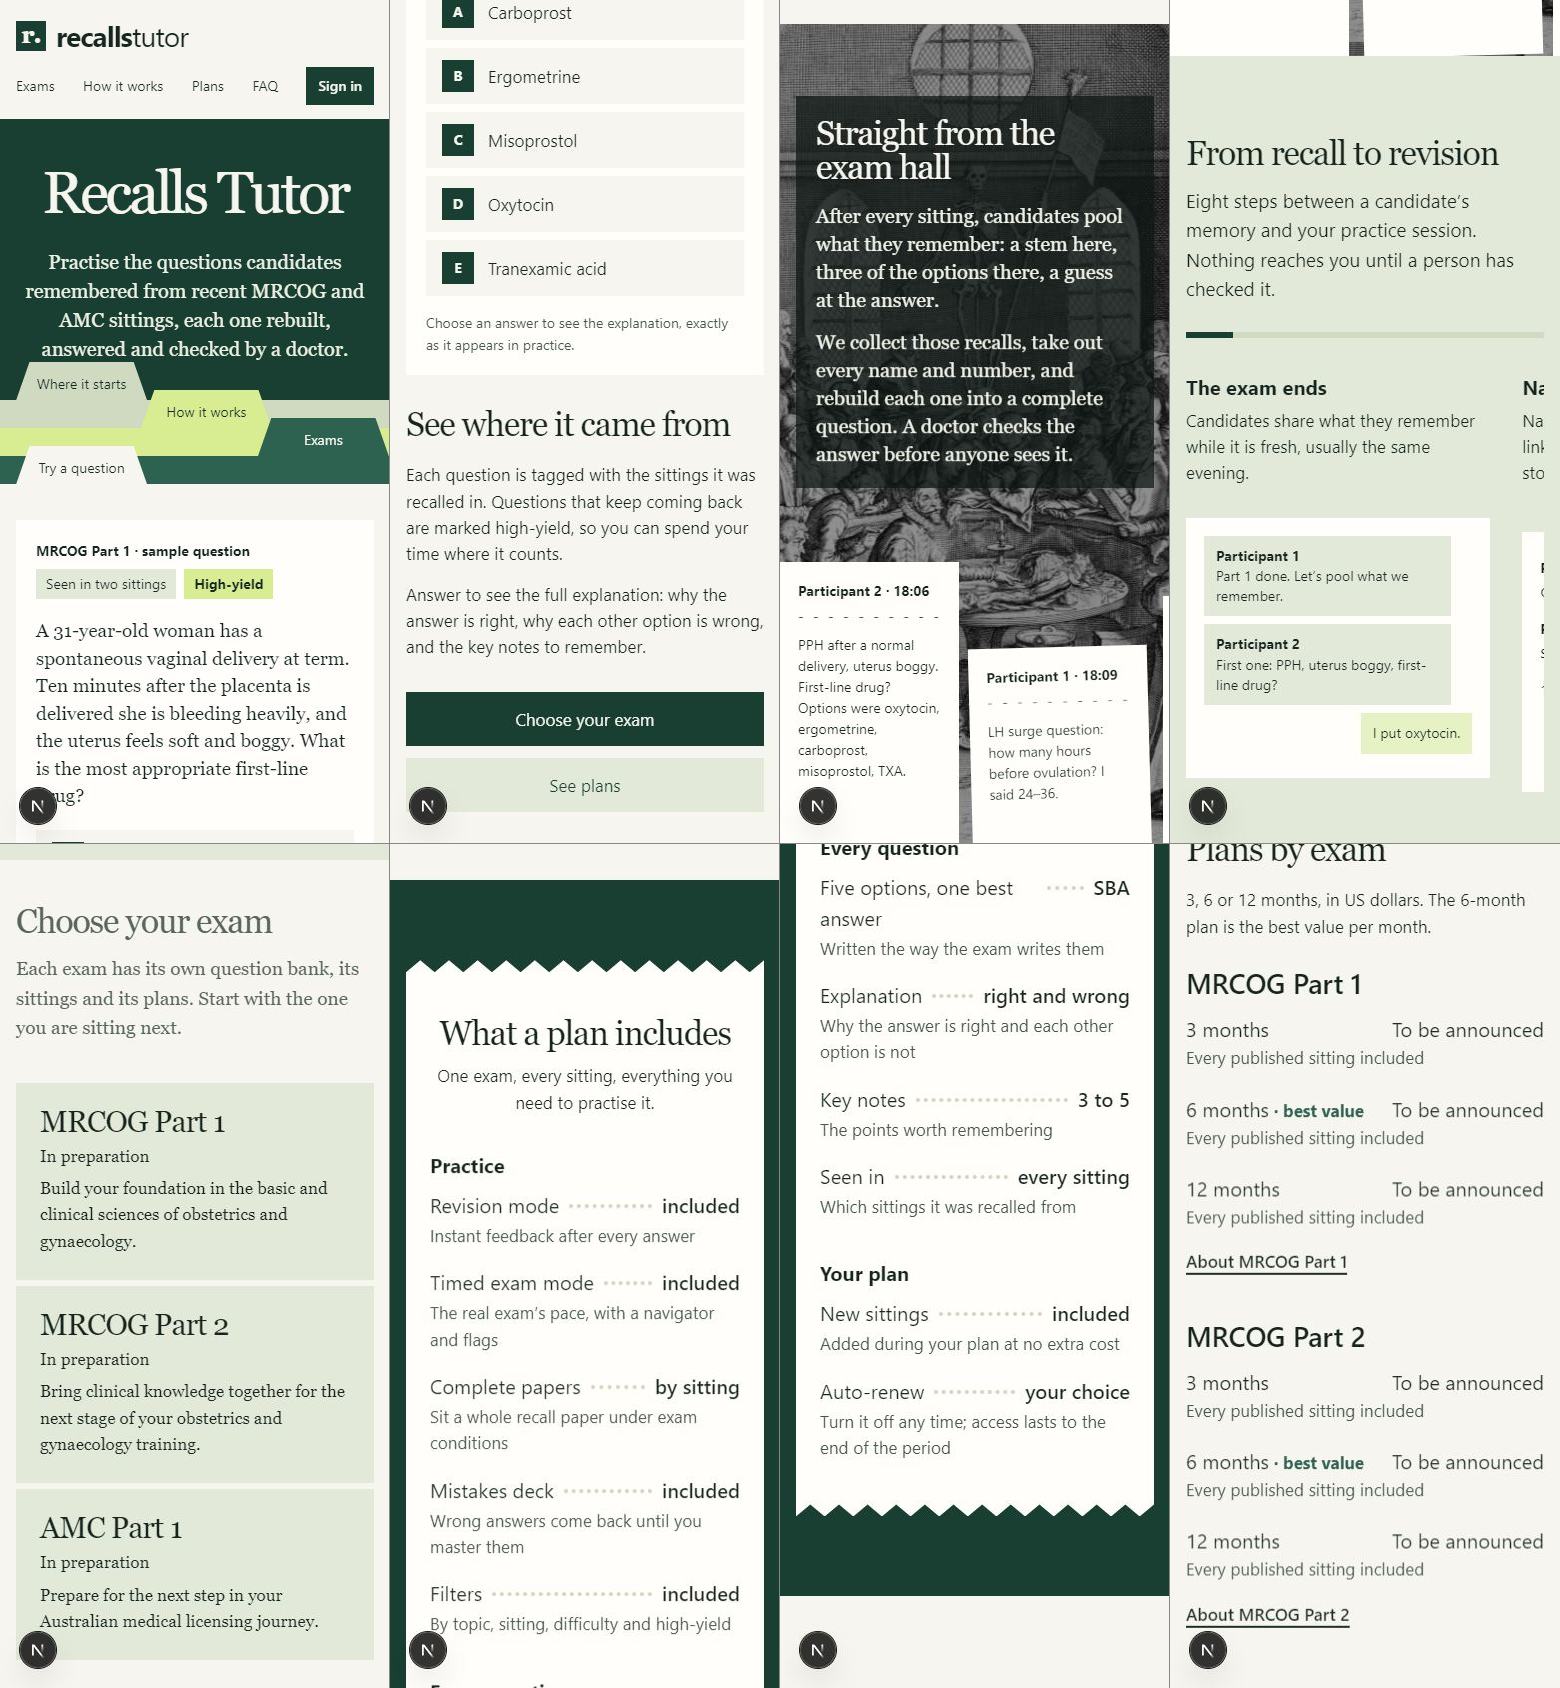 r. recallstutor
Exams How it works Plans FAQ Sign in
Recalls Tutor
Practise the questions candidates
remembered from recent MRCOG and
AMC sittings, each one rebuilt,
answered and checked by a doctor.
Where it starts
How it works
Exams
Try a question
MRCOG Part 1 · sample question
Seen in two sittings High-yield
A 31-year-old woman has a
spontaneous vaginal delivery at term.
Ten minutes after the placenta is
delivered she is bleeding heavily, and
the uterus feels soft and boggy. What
is the most appropriate first-line
ug?
N
A Carboprost
B Ergometrine
C Misoprostol
D Oxytocin
E Tranexamic acid
Choose an answer to see the explanation, exactly
as it appears in practice.
See where it came from
Each question is tagged with the sittings it was
recalled in. Questions that keep coming back
are marked high-yield, so you can spend your
time where it counts.
Answer to see the full explanation: why the
answer is right, why each other option is wrong,
and the key notes to remember.
Choose your exam
See plans
N
Straight from the
exam hall
After every sitting, candidates pool
what they remember: a stem here,
three of the options there, a guess
at the answer.
We collect those recalls, take out
every name and number, and
rebuild each one into a complete
question. A doctor checks the
answer before anyone sees it.
Participant 2 · 18:06
PPH after a normal
delivery, uterus boggy.
First-line drug?
Options were oxytocin,
ergometrine,
carboprost,
misoprostol, TXA.
Participant 1 · 18:09
LH surge question:
how many hours
before ovulation? I
said 24–36.
N
From recall to revision
Eight steps between a candidate’s
memory and your practice session.
Nothing reaches you until a person has
checked it.
The exam ends
Candidates share what they remember
while it is fresh, usually the same
evening.
Na
Na
link
sto
Participant 1
Part 1 done. Let’s pool what we
remember.
Participant 2
First one: PPH, uterus boggy, first-
line drug?
I put oxytocin.
N
Choose your exam
Each exam has its own question bank, its
sittings and its plans. Start with the one
you are sitting next.
MRCOG Part 1
In preparation
Build your foundation in the basic and
clinical sciences of obstetrics and
gynaecology.
MRCOG Part 2
In preparation
Bring clinical knowledge together for the
next stage of your obstetrics and
gynaecology training.
AMC Part 1
In preparation
Prepare for the next step in your
Australian medical licensing journey.
N
What a plan includes
One exam, every sitting, everything you
need to practise it.
Practice
Revision mode included
Instant feedback after every answer
Timed exam mode included
The real exam’s pace, with a navigator
and flags
Complete papers by sitting
Sit a whole recall paper under exam
conditions
Mistakes deck included
Wrong answers come back until you
master them
Filters included
By topic, sitting, difficulty and high-yield
N
Every question
Five options, one best SBA
answer
Written the way the exam writes them
Explanation right and wrong
Why the answer is right and each other
option is not
Key notes 3 to 5
The points worth remembering
Seen in every sitting
Which sittings it was recalled from
Your plan
New sittings included
Added during your plan at no extra cost
Auto-renew your choice
Turn it off any time; access lasts to the
end of the period
N
Plans by exam
3, 6 or 12 months, in US dollars. The 6-month
plan is the best value per month.
MRCOG Part 1
3 months To be announced
Every published sitting included
6 months · best value To be announced
Every published sitting included
12 months To be announced
Every published sitting included
About MRCOG Part 1
MRCOG Part 2
3 months To be announced
Every published sitting included
6 months · best value To be announced
Every published sitting included
12 months To be announced
Every published sitting included
About MRCOG Part 2
N